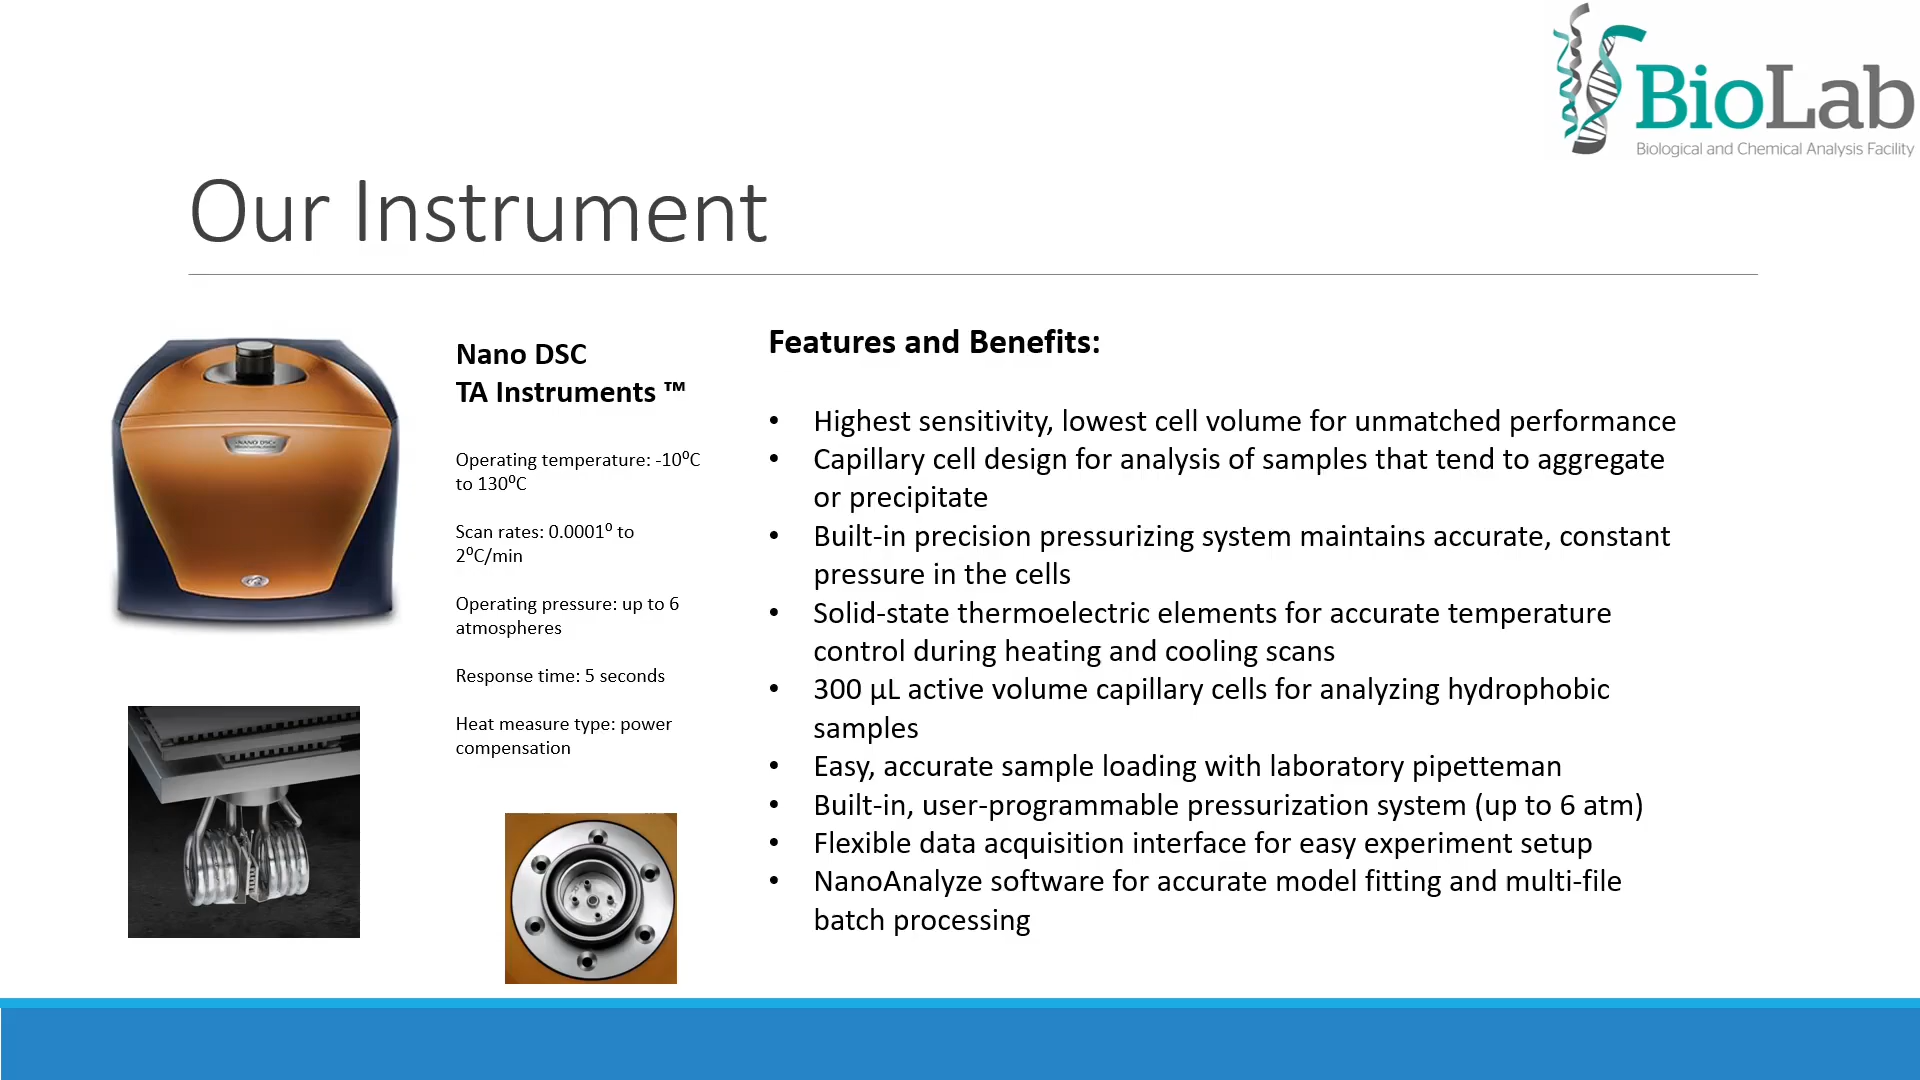 BioLab
Biological and Chemical Analysis Facility
Our Instrument
NANO DSC
Nano DSC
TA Instruments ™
Operating temperature: -10⁰C
to 130⁰C
Scan rates: 0.0001⁰ to
2⁰C/min
Operating pressure: up to 6
atmospheres
Response time: 5 seconds
Heat measure type: power
compensation
Features and Benefits:
• Highest sensitivity, lowest cell volume for unmatched performance
• Capillary cell design for analysis of samples that tend to aggregate
or precipitate
• Built-in precision pressurizing system maintains accurate, constant
pressure in the cells
• Solid-state thermoelectric elements for accurate temperature
control during heating and cooling scans
• 300 µL active volume capillary cells for analyzing hydrophobic
samples
• Easy, accurate sample loading with laboratory pipetteman
• Built-in, user-programmable pressurization system (up to 6 atm)
• Flexible data acquisition interface for easy experiment setup
• NanoAnalyze software for accurate model fitting and multi-file
batch processing